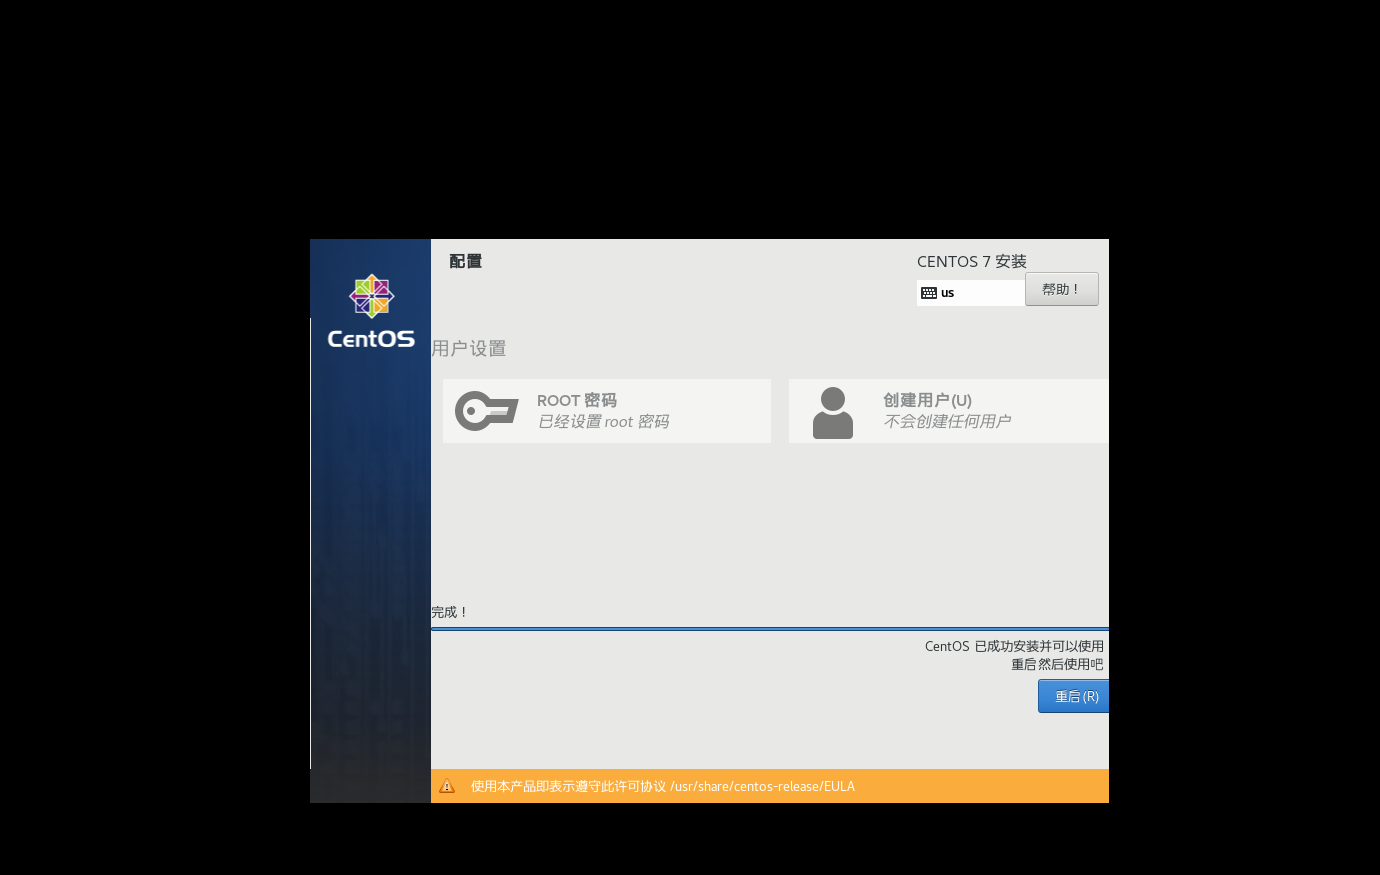 配置
CENTOS 7 安装
us
帮助！
CentOS
用户设置
ROOT 密码
已经设置 root 密码
创建用户(U)
不会创建任何用户
完成！
CentOS 已成功安装并可以使用
重启然后使用吧
重启(R)
使用本产品即表示遵守此许可协议 /usr/share/centos-release/EULA